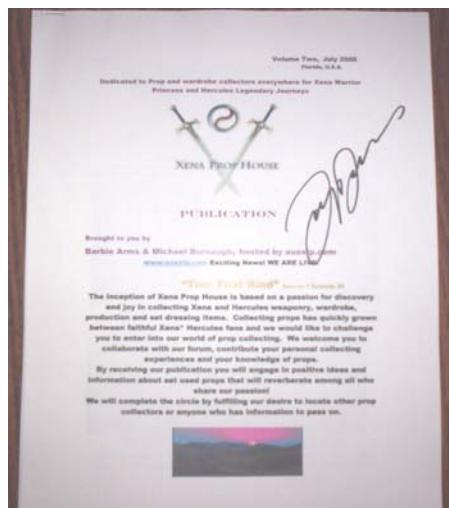 Volume Two, July 2008
Florida, U.S.A.
Dedicated to Prop and wardrobe collectors everywhere for Xena Warrior
Princess and Hercules Legendary Journeys
XENA PROP HOUSE
PUBLICATION
Brought to you by
Barbie Arms & Michael Burnaugh, hosted by
Exciting News! WE ARE
The inception of Xena Prop House is based on a passion for discovery
and joy in collecting Xena and Hercules weaponry, wardrobe,
production and set dressing items. Collecting props has quickly grown
between faithful Xena* Hercules fans and we would like to challenge
you to enter into our world of prop collecting. We welcome you to
collaborate with our forum, contribute your personal collecting
experiences and your knowledge of props.
By receiving our publication you will engage in positive ideas and
information about set used props that will reverberate among all who
share our passion!
We will complete the circle by fulfilling our desire to locate other prop
collectors or anyone who has information to pass on.